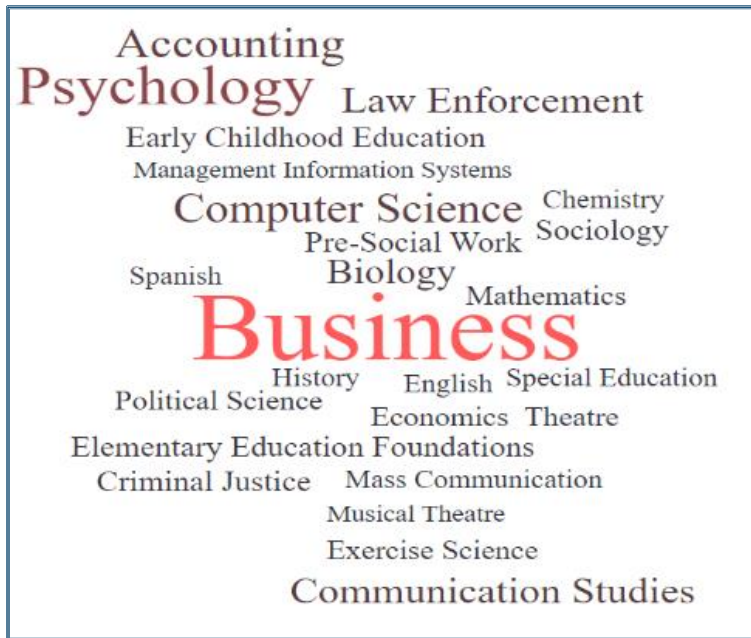 Accounting
Psychology
Law Enforcement
Early Childhood Education
Management Information Systems
Computer Science
Chemistry
Sociology
Pre-Social Work
Biology
Spanish
Mathematics
Business
History
English
Special Education
Political Science
Economics
Theatre
Elementary Education Foundations
Criminal Justice
Mass Communication
Musical Theatre
Exercise Science
Communication Studies